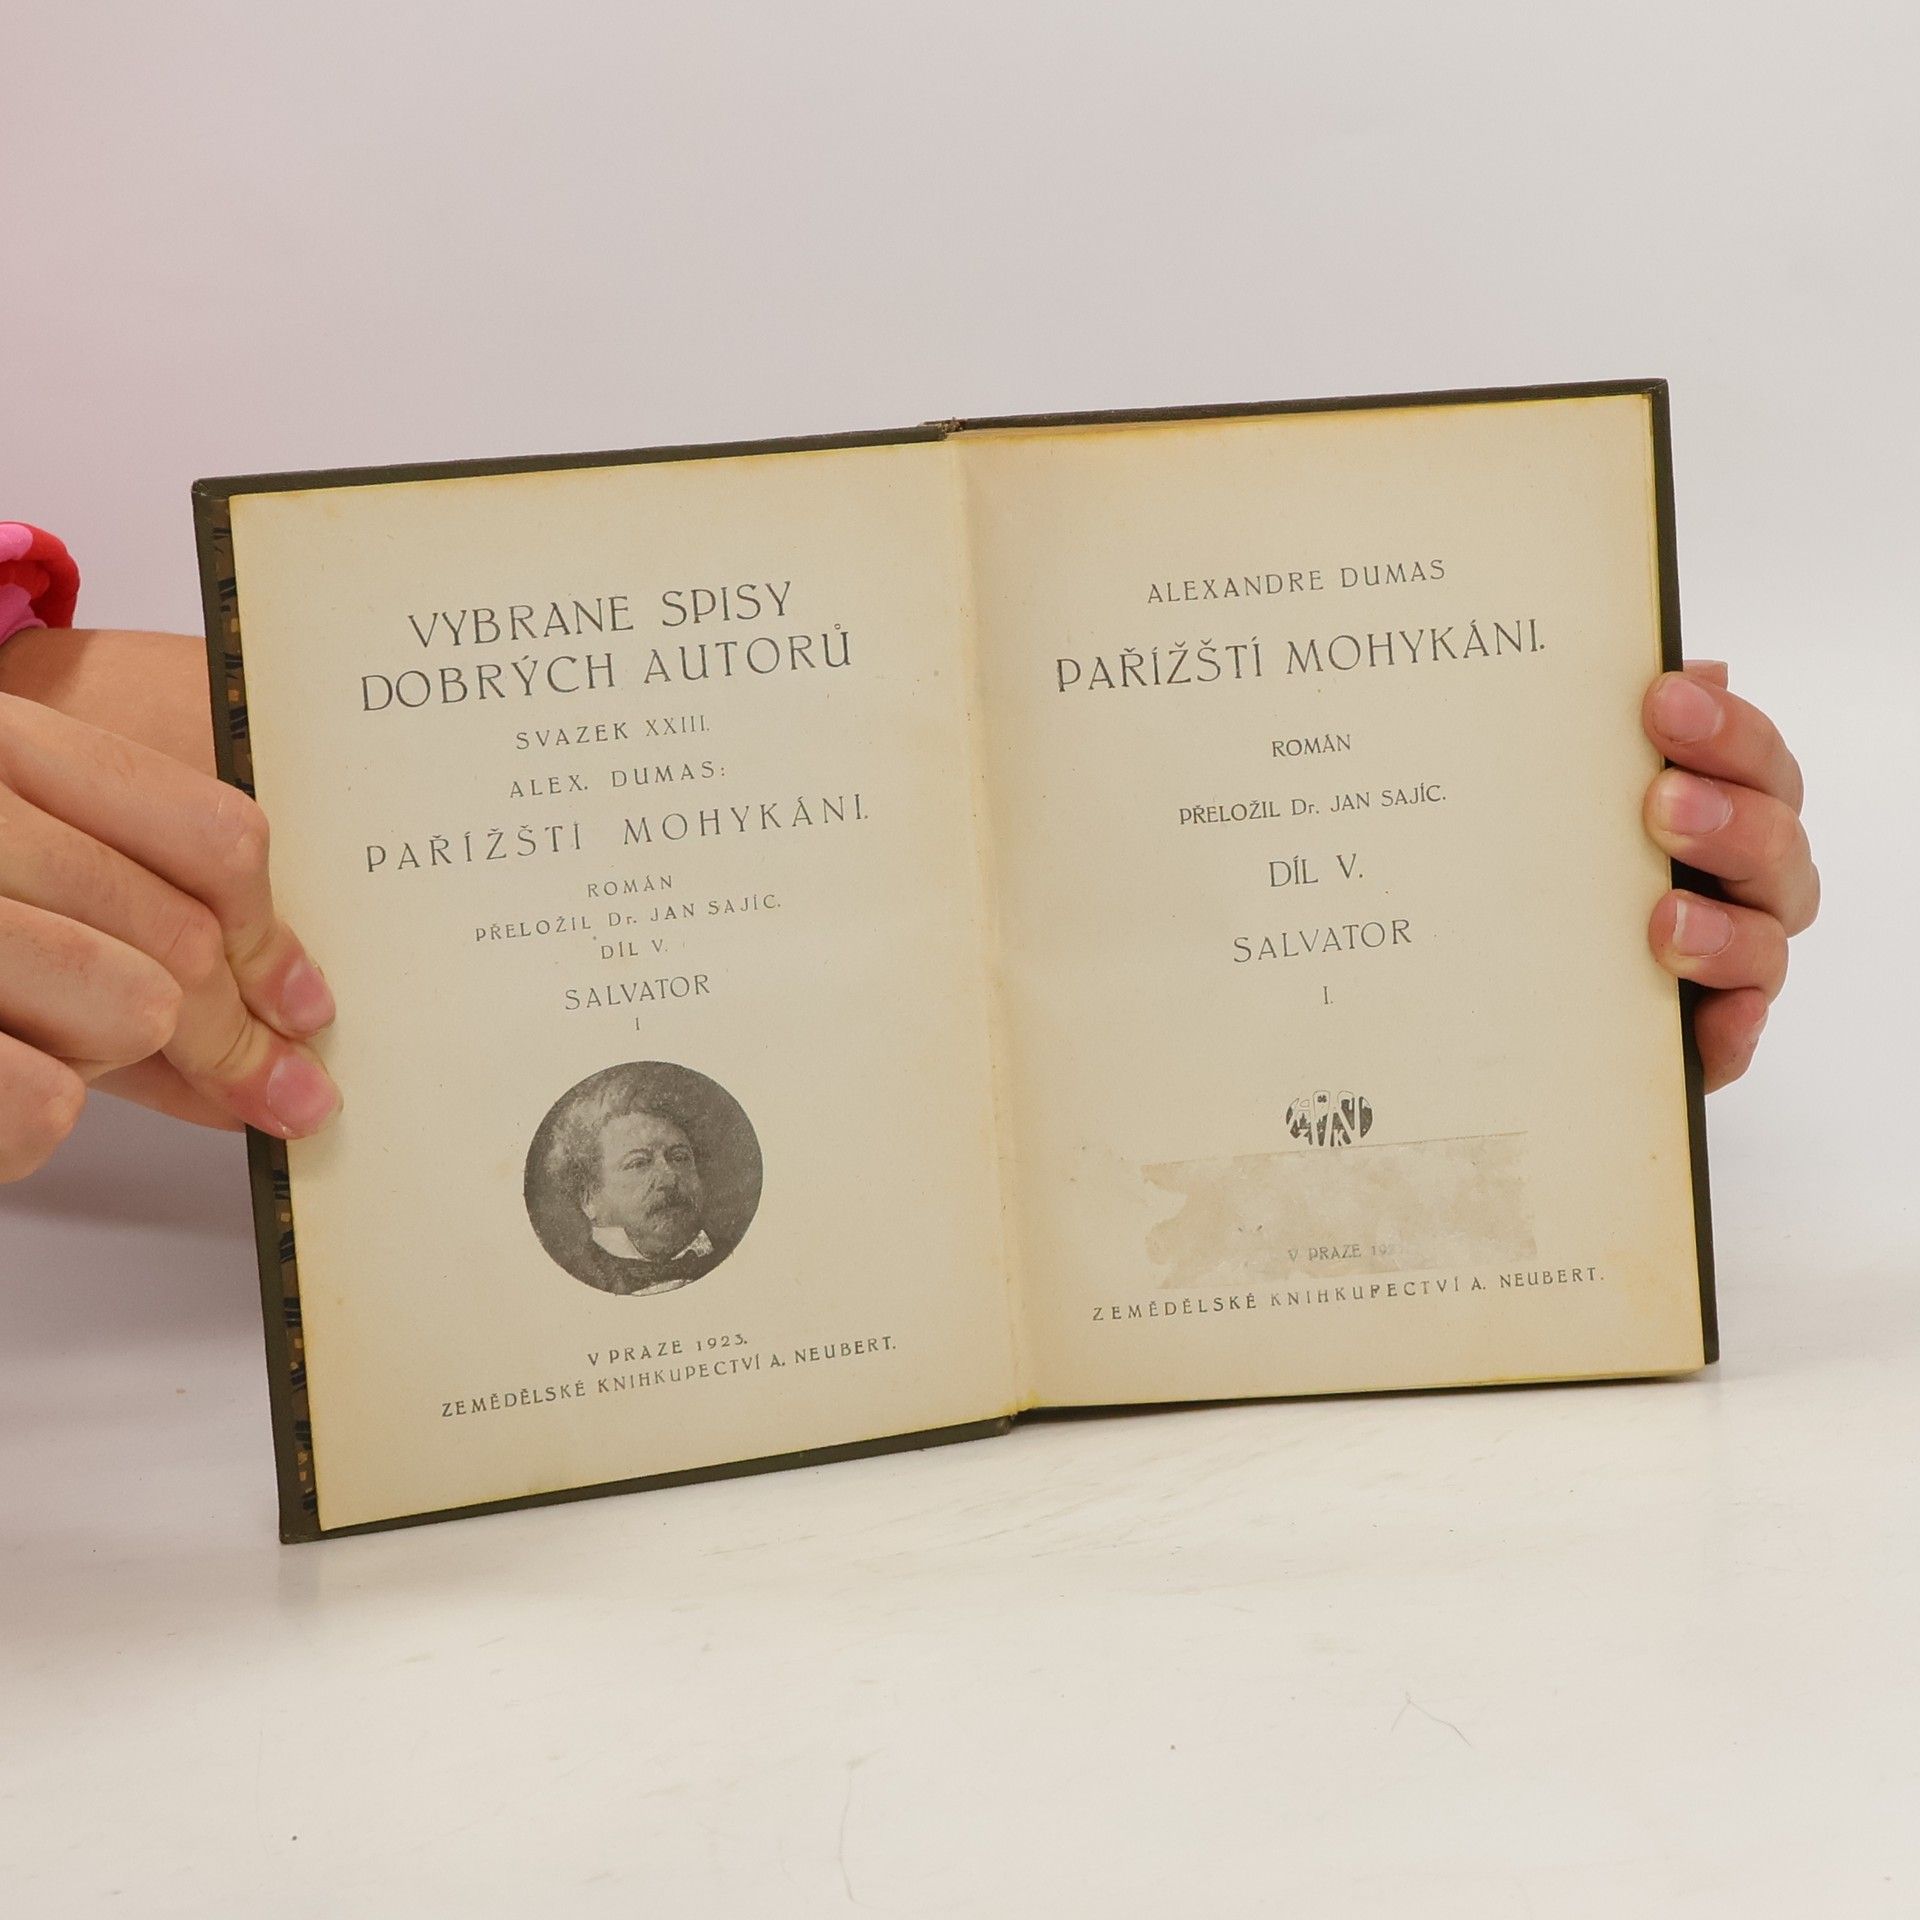 VYBRANE SPISY
DOBRÝCH AUTORŮ
SVAZEK XXIII.
ALEX. DUMAS:
PAŘÍŽŠTÍ MOHYKÁNI.
ROMÁN
PŘELOŽIL Dr. JAN SAJÍC.
DÍL V.
SALVATOR
I
V PRAZE 1923.
ZEMĚDĚLSKÉ KNIHKUPECTVÍ A. NEUBERT.
ALEXANDRE DUMAS
PAŘÍŽŠTÍ MOHYKÁNI.
ROMÁN
PŘELOŽIL Dr. JAN SAJÍC.
DÍL V.
SALVATOR
I.
V PRAZE
ZEMĚDĚLSKÉ KNIHKUPECTVÍ A. NEUBERT.